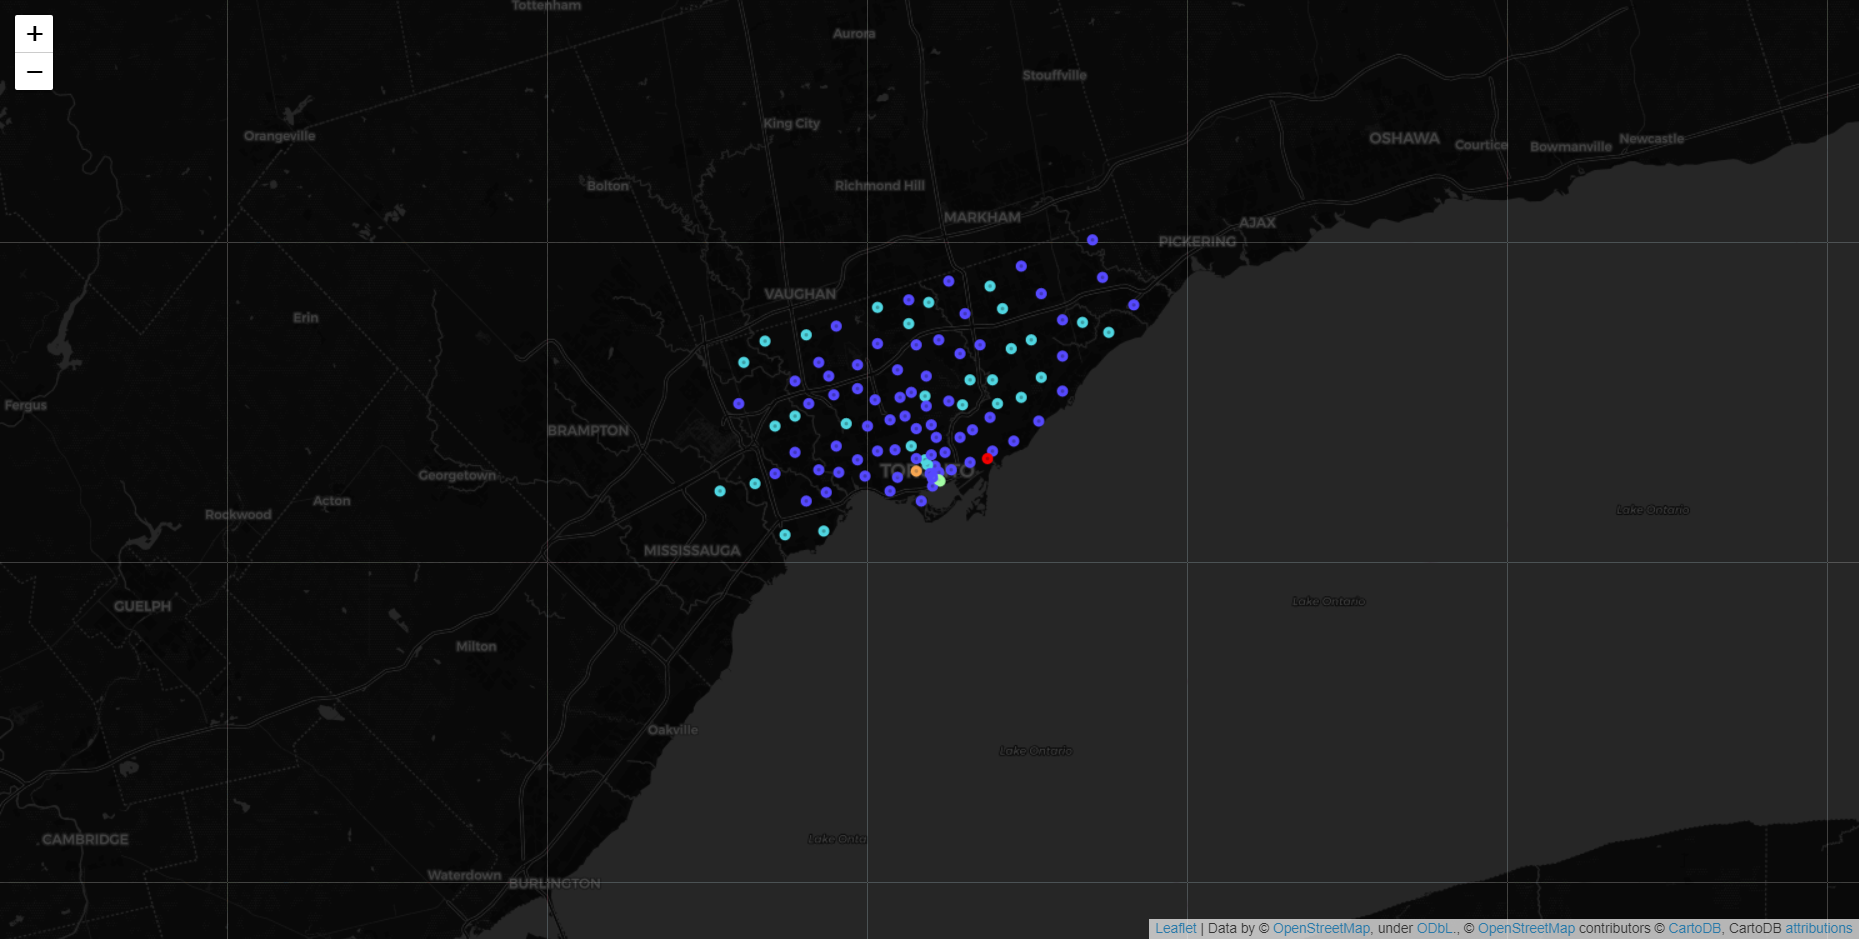 +
−
Tottenham
Aurora
Stouffville
King City
Orangeville
OSHAWA
Courtice
Bowmanville
Newcastle
Bolton
Richmond Hill
MARKHAM
AJAX
PICKERING
VAUGHAN
Erin
Fergus
BRAMPTON
Georgetown
TORONTO
Acton
Rockwood
Lake Ontario
MISSISSAUGA
GUELPH
Lake Ontario
Milton
Oakville
Lake Ontario
CAMBRIDGE
Lake Onta
Waterdown
BURLINGTON
Leaflet | Data by © OpenStreetMap, under ODbL., © OpenStreetMap contributors © CartoDB, CartoDB attributions